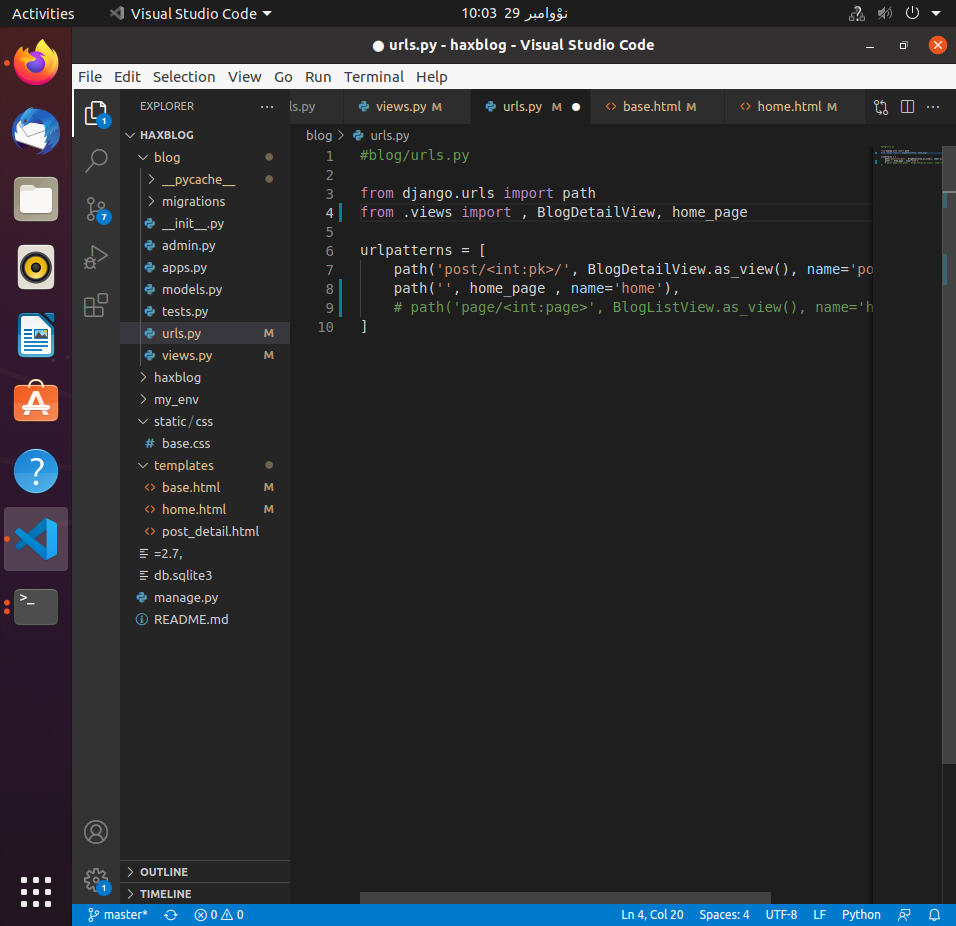 Activities
Visual Studio Code
10:03 29 نۆوامبر
urls.py - haxblog - Visual Studio Code
File Edit Selection View Go Run Terminal Help
EXPLORER
ls.py
views.py M
urls.py M
base.html M
home.html M
blog > urls.py
HAXBLOG
blog
__pycache__
migrations
__init__.py
admin.py
apps.py
models.py
tests.py
urls.py M
views.py M
haxblog
my_env
static/css
# base.css
templates
<> base.html M
<> home.html M
<> post_detail.html
=2.7,
db.sqlite3
manage.py
README.md
OUTLINE
TIMELINE
1 #blog/urls.py
2
3 from django.urls import path
4 from .views import , BlogDetailView, home_page
5
6 urlpatterns = [
7     path('post/<int:pk>/', BlogDetailView.as_view(), name='po
8     path('', home_page , name='home'),
9     # path('page/<int:page>', BlogListView.as_view(), name='h
10 ]
1
7
1
master* 0 0
Ln 4, Col 20 Spaces: 4 UTF-8 LF Python